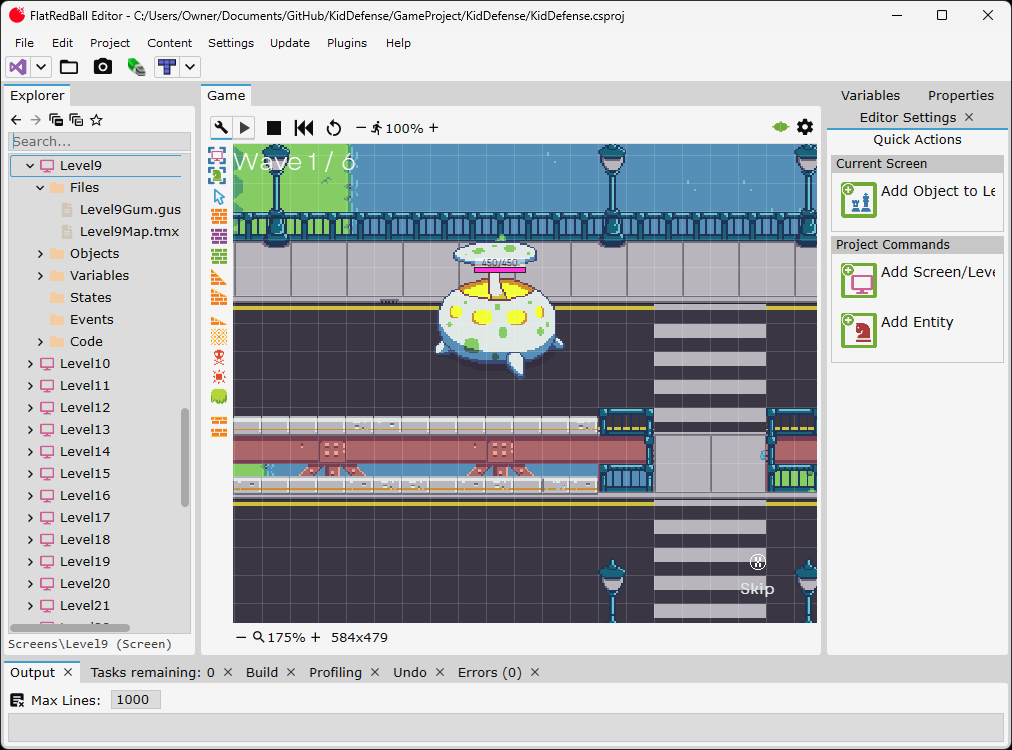 FlatRedBall Editor - C:/Users/Owner/Documents/GitHub/KidDefense/GameProject/KidDefense/KidDefense.csproj
File Edit Project Content Settings Update Plugins Help
Explorer
Search...
Level9
Files
Level9Gum.gus
Level9Map.tmx
Objects
Variables
States
Events
Code
Level10
Level11
Level12
Level13
Level14
Level15
Level16
Level17
Level18
Level19
Level20
Level21
Screens\Level9 (Screen)
Game
100%
Wave 1 / 6
450/450
Skip
175% 584x479
Variables Properties
Editor Settings
Quick Actions
Current Screen
Add Object to Le
Project Commands
Add Screen/Leve
Add Entity
Output Tasks remaining: 0 Build Profiling Undo Errors (0)
Max Lines: 1000